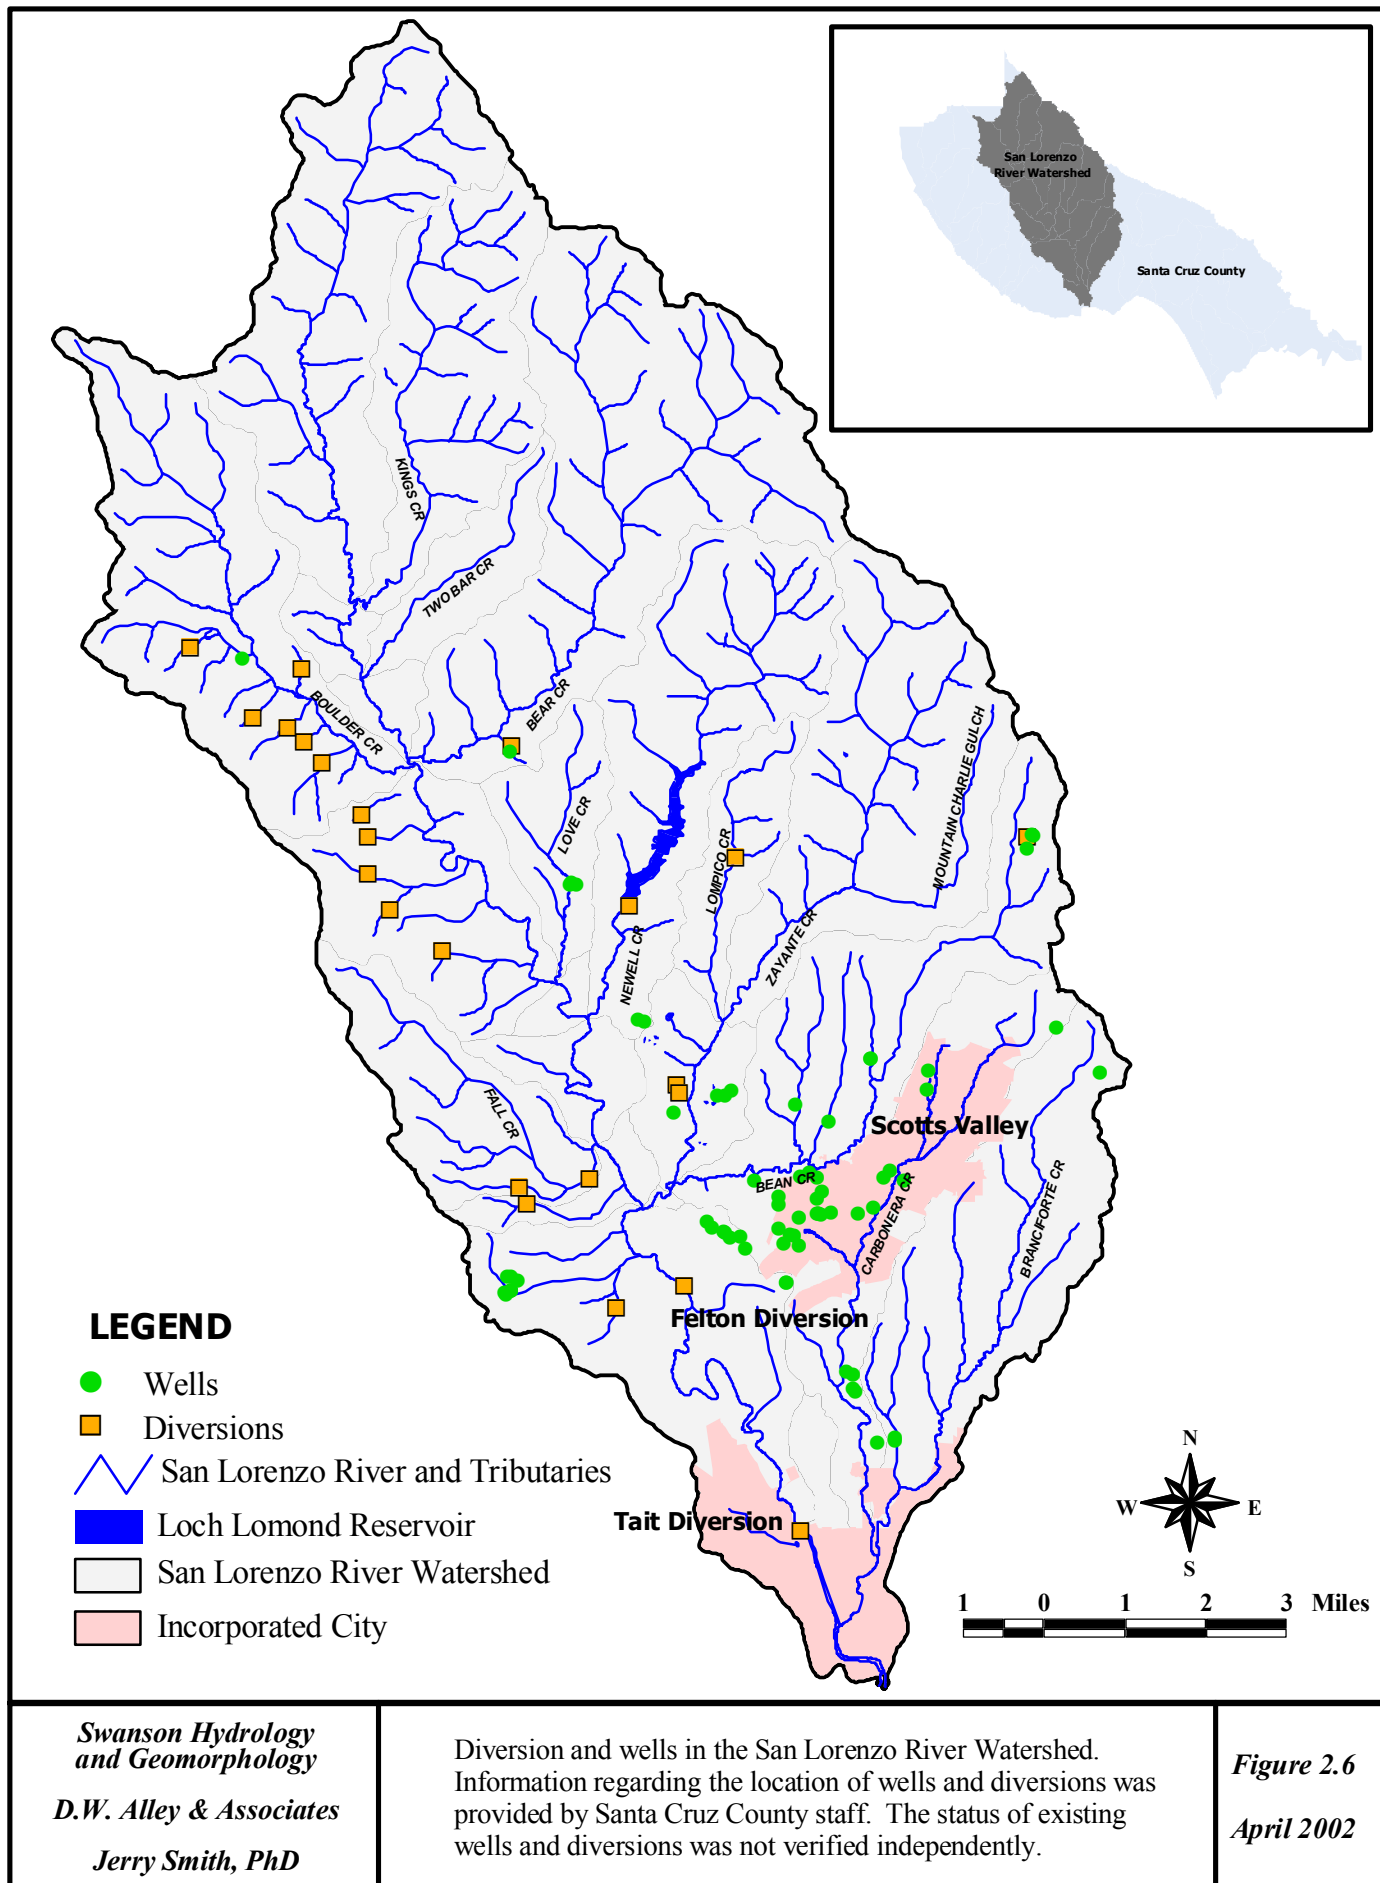 San Lorenzo
River Watershed
Santa Cruz County
KINGS CR
TWO BAR CR
BOULDER CR
BEAR CR
LOVE CR
NEWELL CR
LOMPICO CR
ZAYANTE CR
MOUNTAIN CHARLIE GULCH
FALL CR
Scotts Valley
BEAN CR
CARBONERA CR
BRANCIFORTE CR
Felton Diversion
Tait Diversion
LEGEND
Wells
Diversions
San Lorenzo River and Tributaries
Loch Lomond Reservoir
San Lorenzo River Watershed
Incorporated City
N
W E
S
1 0 1 2 3 Miles
Swanson Hydrology
and Geomorphology
D.W. Alley & Associates
Jerry Smith, PhD
Diversion and wells in the San Lorenzo River Watershed.
Information regarding the location of wells and diversions was
provided by Santa Cruz County staff. The status of existing
wells and diversions was not verified independently.
Figure 2.6
April 2002